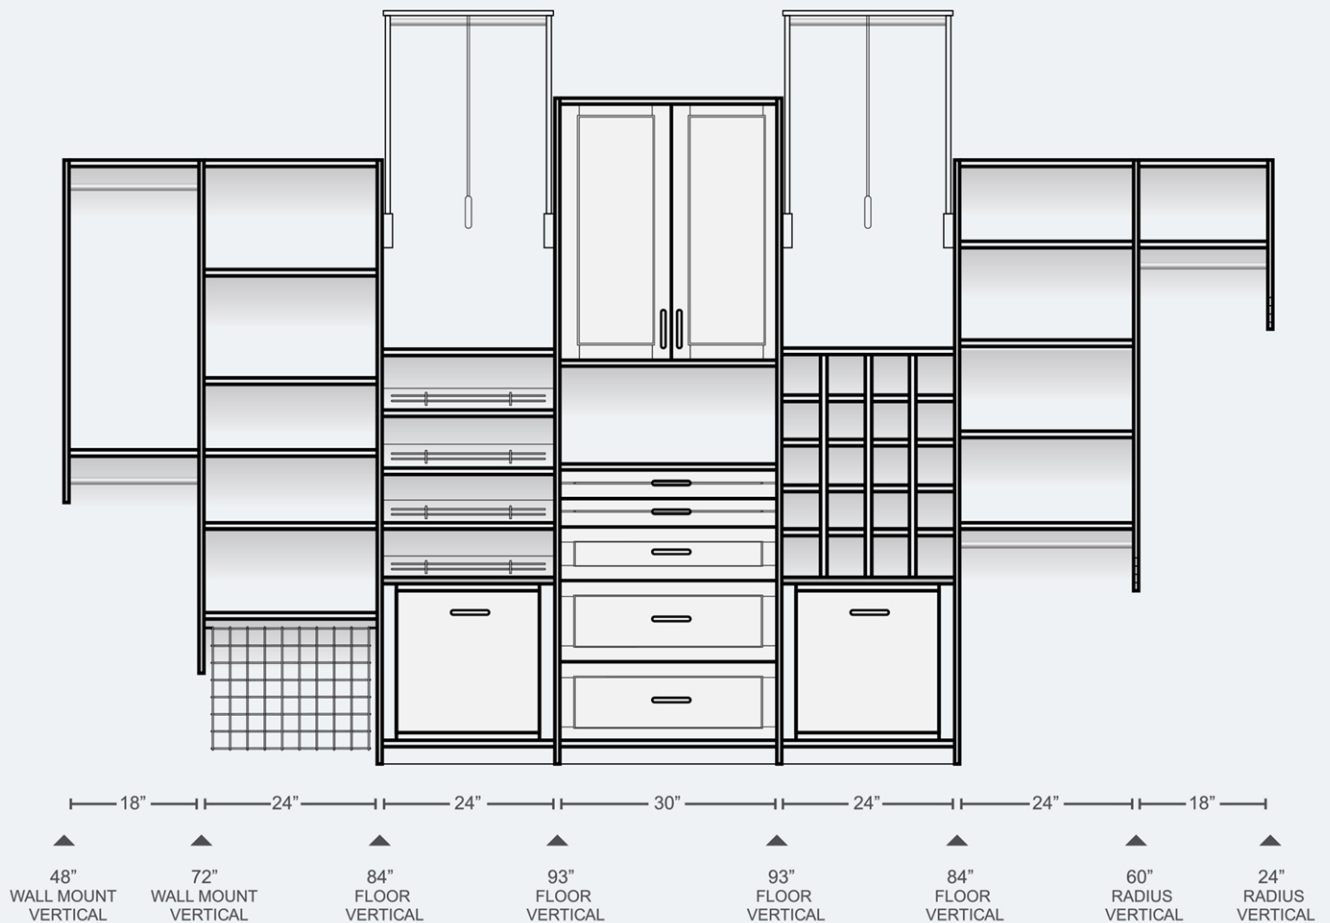 18”
24”
24”
30”
24”
24”
18”
48”
WALL MOUNT
VERTICAL
72”
WALL MOUNT
VERTICAL
84”
FLOOR
VERTICAL
93”
FLOOR
VERTICAL
93”
FLOOR
VERTICAL
84”
FLOOR
VERTICAL
60”
RADIUS
VERTICAL
24”
RADIUS
VERTICAL